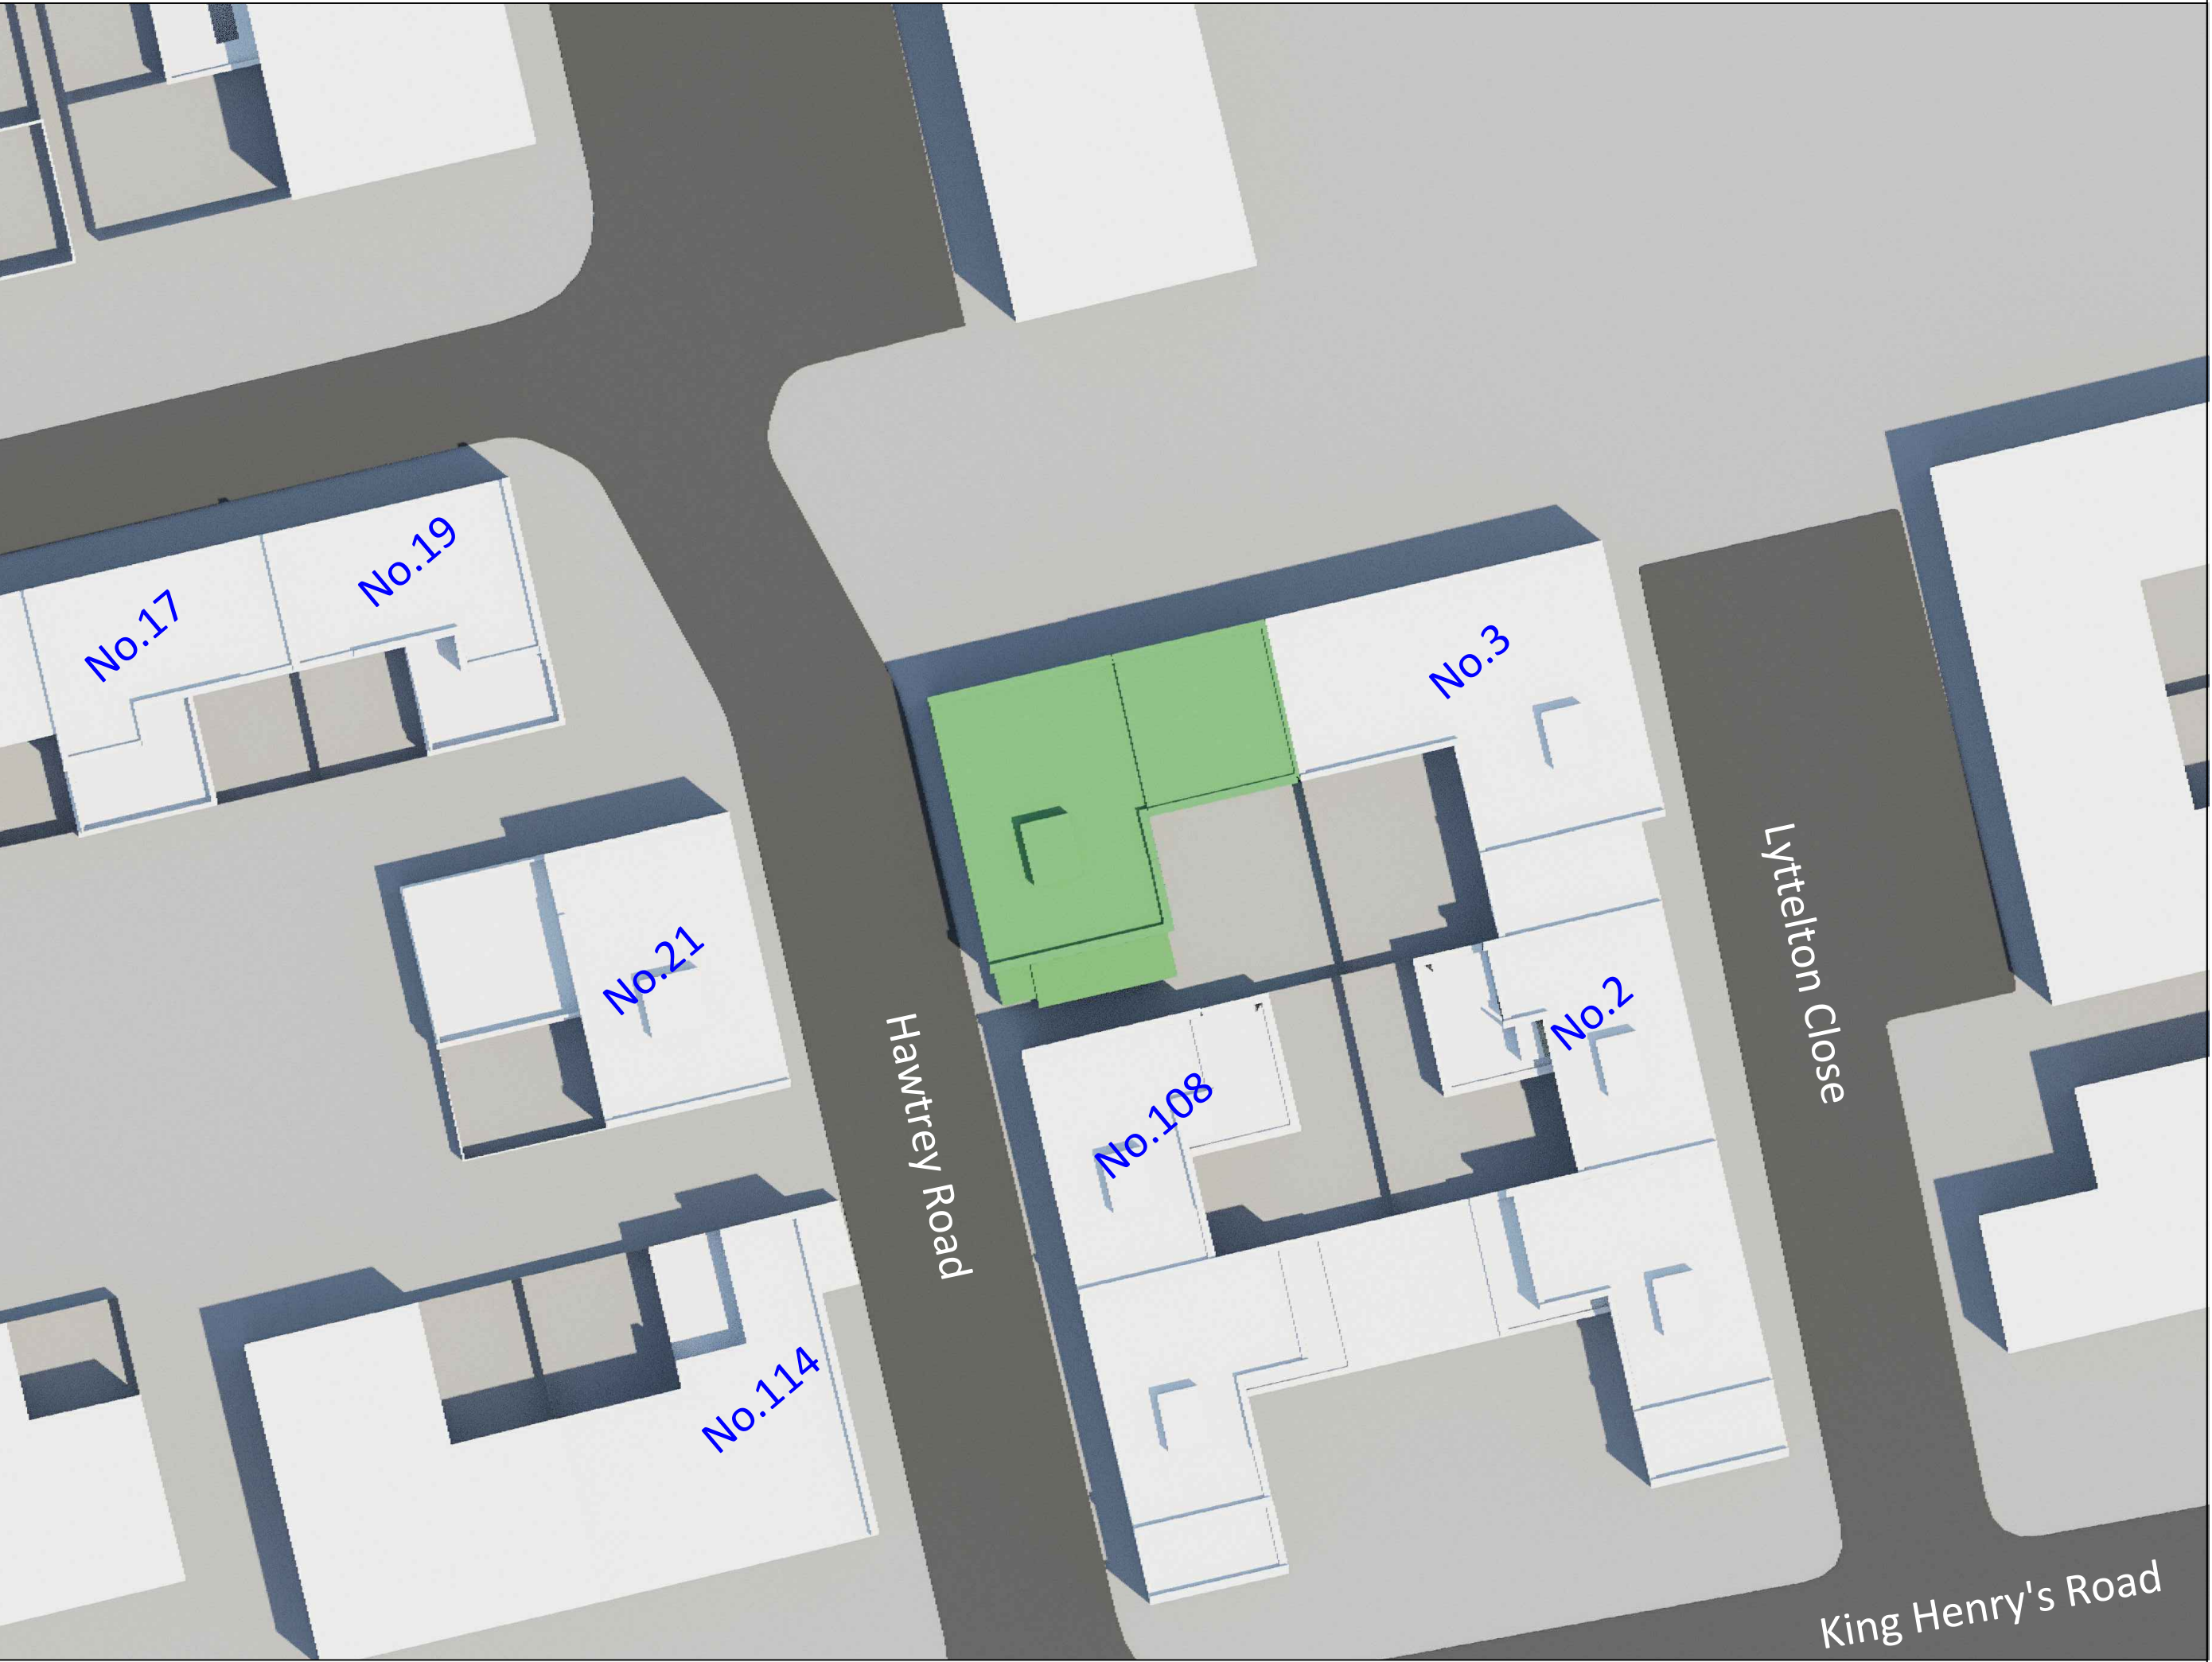 No.19
No.17
No.3
No.21
No.2
Lyttelton Close
Hawtrey Road
No.108
No.114
King Henry's Road